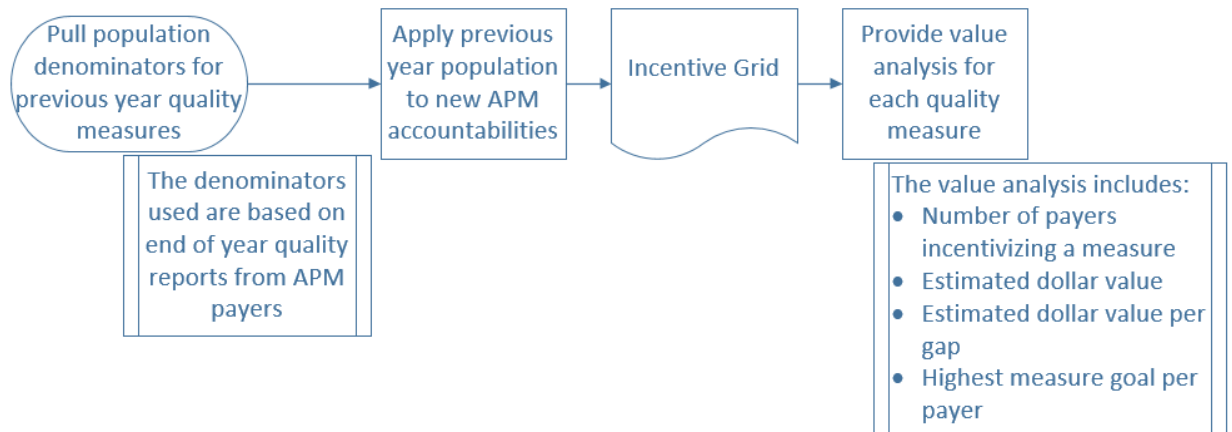 Pull population
denominators for
previous year quality
measures
The denominators
used are based on
end of year quality
reports from APM
payers
Apply previous
year population
to new APM
accountabilities
Incentive Grid
Provide value
analysis for
each quality
measure
The value analysis includes:
• Number of payers
incentivizing a measure
• Estimated dollar value
• Estimated dollar value per
gap
• Highest measure goal per
payer